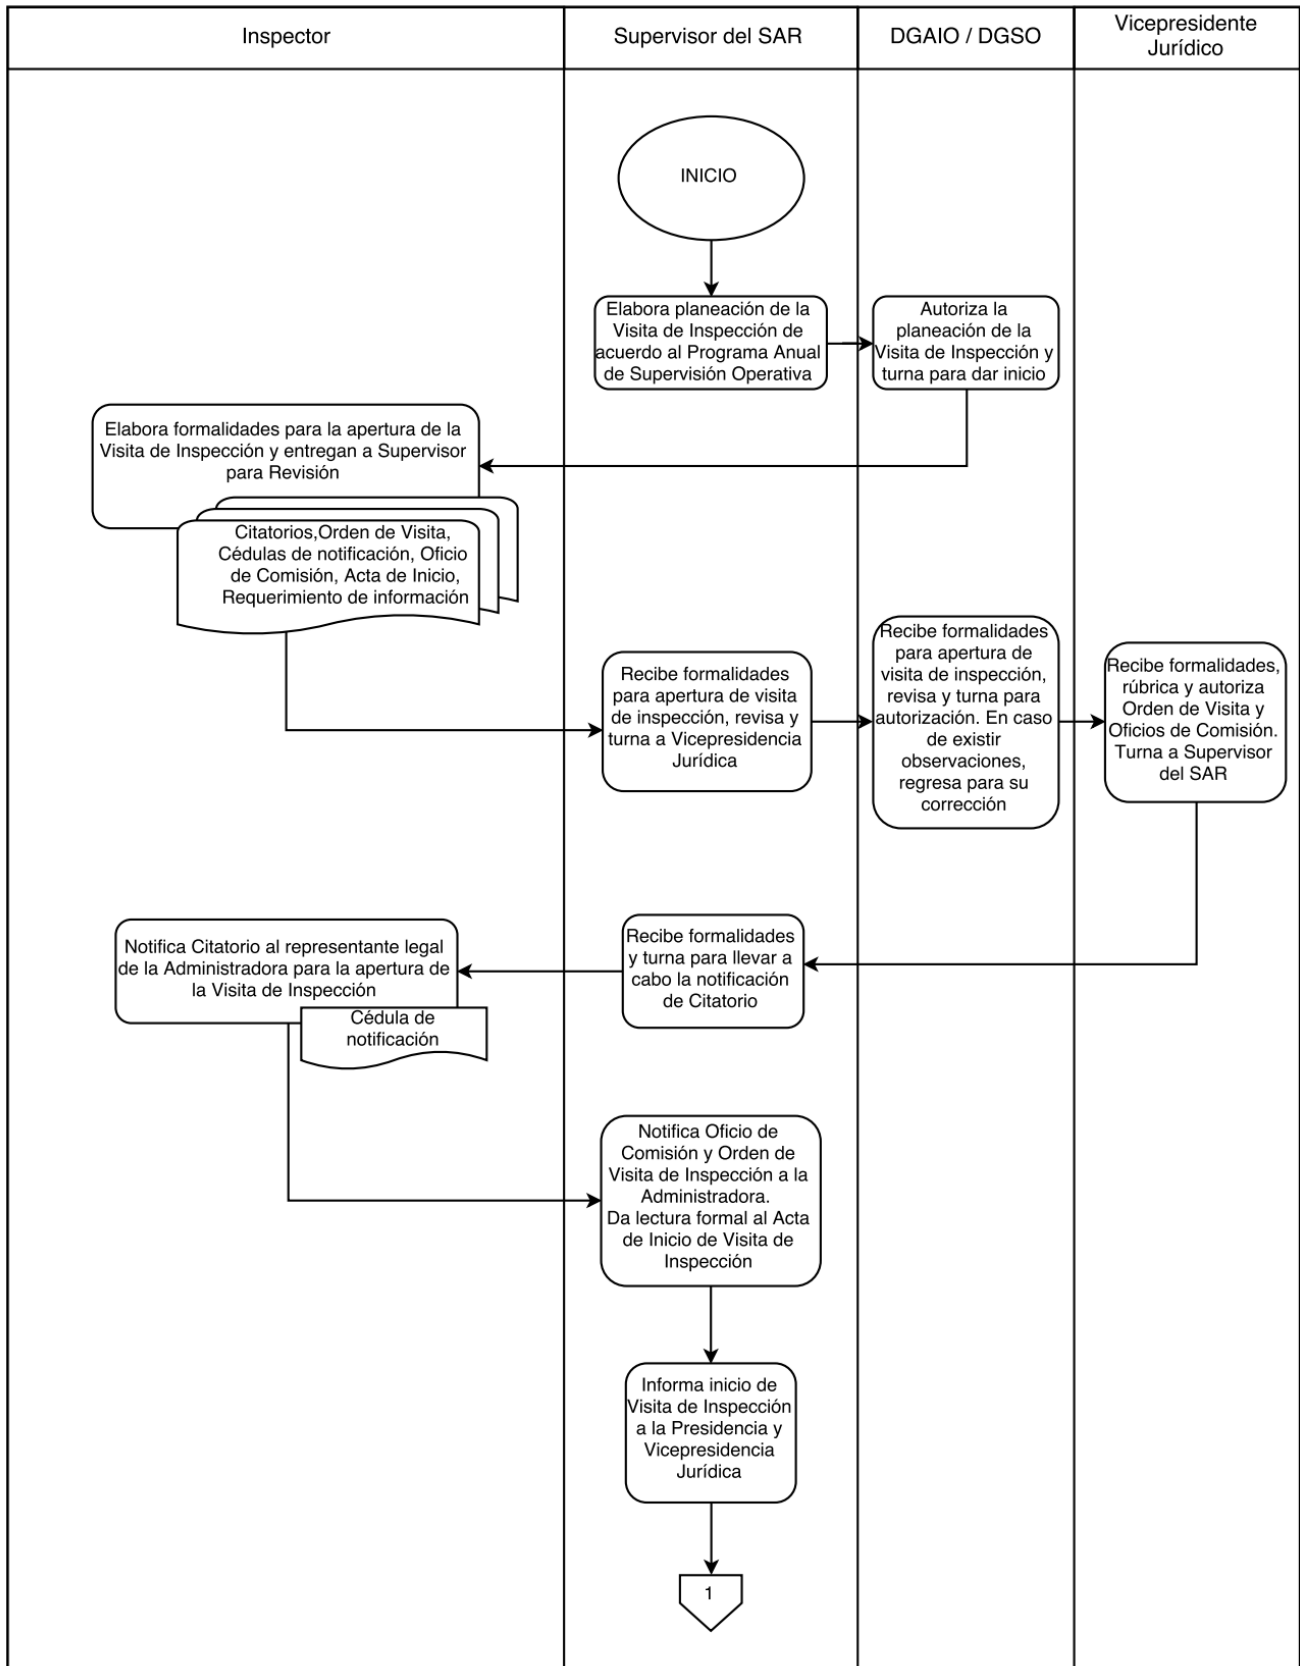 Inspector
Supervisor del SAR
DGAIO / DGSO
Vicepresidente
Jurídico
INICIO
Elabora planeación de la
Visita de Inspección de
acuerdo al Programa Anual
de Supervisión Operativa
Autoriza la
planeación de la
Visita de Inspección y
turna para dar inicio
Elabora formalidades para la apertura de la
Visita de Inspección y entregan a Supervisor
para Revisión
Citatorios,Orden de Visita,
Cédulas de notificación, Oficio
de Comisión, Acta de Inicio,
Requerimiento de información
Recibe formalidades
para apertura de visita
de inspección, revisa y
turna a Vicepresidencia
Jurídica
Recibe formalidades
para apertura de
visita de inspección,
revisa y turna para
autorización. En caso
de existir
observaciones,
regresa para su
corrección
Recibe formalidades,
rúbrica y autoriza
Orden de Visita y
Oficios de Comisión.
Turna a Supervisor
del SAR
Recibe formalidades
y turna para llevar a
cabo la notificación
de Citatorio
Notifica Citatorio al representante legal
de la Administradora para la apertura de
la Visita de Inspección
Cédula de
notificación
Notifica Oficio de
Comisión y Orden de
Visita de Inspección a la
Administradora.
Da lectura formal al Acta
de Inicio de Visita de
Inspección
Informa inicio de
Visita de Inspección
a la Presidencia y
Vicepresidencia
Jurídica
1